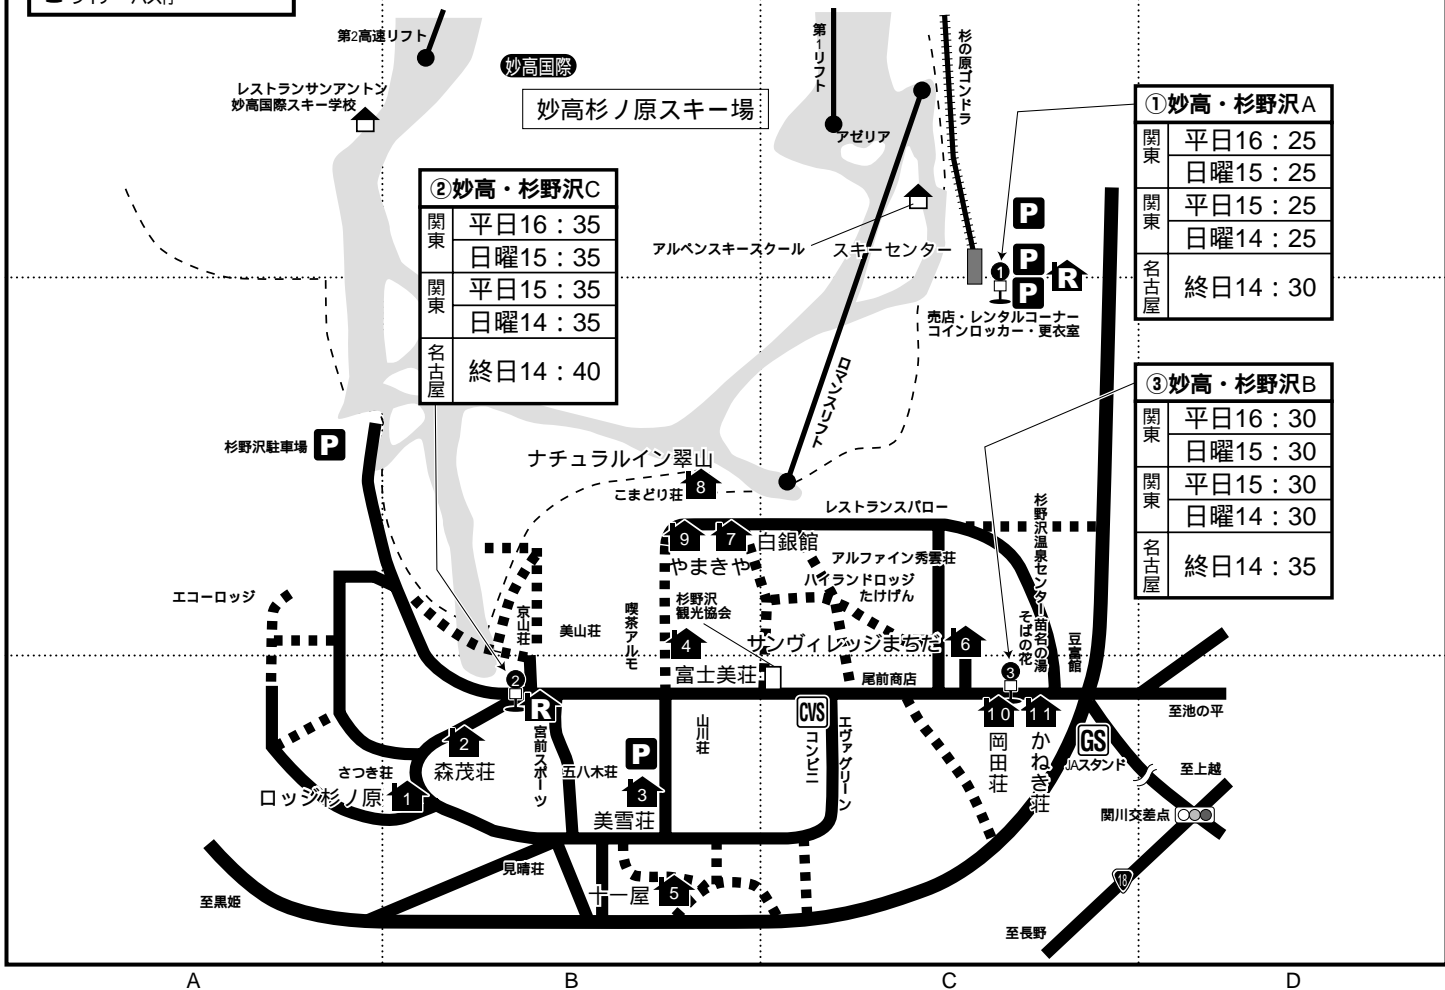 第2高速リフト
妙高国際
レストランサンアントン
妙高国際スキー学校
妙高杉ノ原スキー場
第1リフト
アゼリア
杉の原ゴンドラ
①妙高・杉野沢A
関東
平日16：25
日曜15：25
関東
平日15：25
日曜14：25
名古屋
終日14：30
②妙高・杉野沢C
関東
平日16：35
日曜15：35
関東
平日15：35
日曜14：35
名古屋
終日14：40
アルペンスキースクール
スキーセンター
P
P
P
1
R
売店・レンタルコーナー
コインロッカー・更衣室
ロマンスリフト
③妙高・杉野沢B
関東
平日16：30
日曜15：30
関東
平日15：30
日曜14：30
名古屋
終日14：35
杉野沢駐車場
P
ナチュラルイン翠山
こまどり荘
8
レストランスパロー
9
7
白銀館
やまきや
アルファイン秀雲荘
ハイランドロッジ
たけげん
杉野沢温泉センター苗名の湯
そばの花
豆富館
エコーロッジ
京山荘
美山荘
喫茶アルモ
杉野沢
観光協会
4
富士美荘
サンヴィレッジまちだ
6
尾前商店
2
3
R
宮前スポーツ
10
11
岡田荘
かねき荘
GS
JAスタンド
至池の平
至上越
関川交差点
18
至長野
CVS
コンビニ
エヴァグリーン
山川荘
P
2
森茂荘
さつき荘
ロッジ杉ノ原
1
五八木荘
3
美雪荘
見晴荘
十一屋
5
至黒姫
A
B
C
D